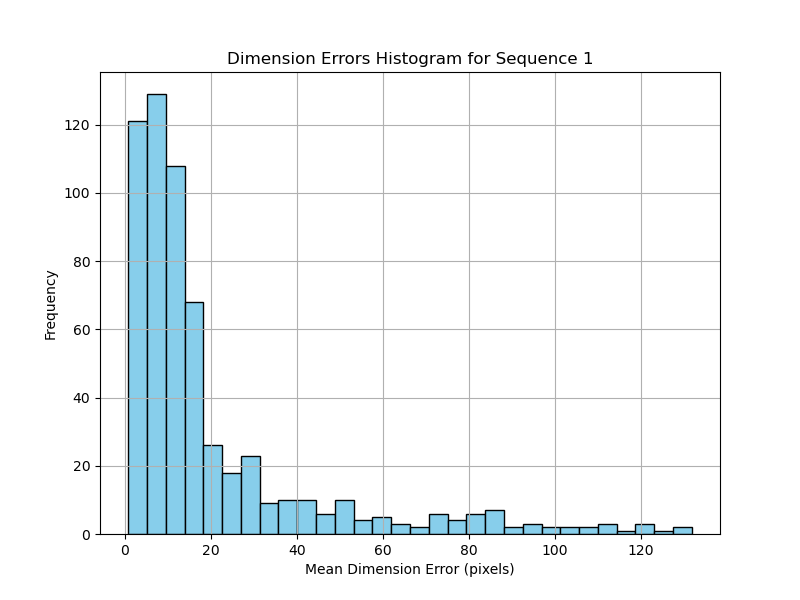 Dimension Errors Histogram for Sequence 1
120
100
80
60
40
20
0
Frequency
0 20 40 60 80 100 120
Mean Dimension Error (pixels)